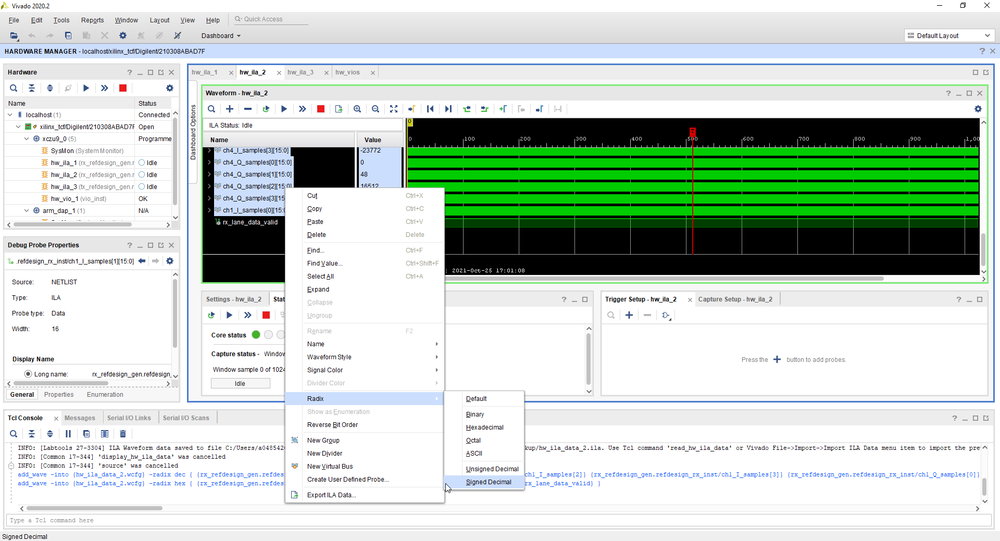 Vivado 2020.2
File Edit Tools Reports Window Layout View Help Quick Access
Dashboard
Default Layout
HARDWARE MANAGER - localhost/xilinx_tcf/Digilent/210308ABAD7F
Hardware
Name Status
localhost (1) Connected
xilinx_tcf/Digilent/210308ABAD7F Open
xczu9_0 (5) Programme
SysMon (System Monitor)
hw_ila_1 (rx_refdesign_gen.r Idle
hw_ila_2 (rx_refdesign_gen.r Idle
hw_ila_3 (tx_refdesign_gen.r Idle
hw_vio_1 (vio_inst) OK
arm_dap_1 (1) N/A
Debug Probe Properties
.refdesign_rx_inst/ch1_I_samples[1][15:0]
Source: NETLIST
Type: ILA
Probe type: Data
Width: 16
Display Name
Long name: rx_refdesign_gen.refdesign_
General Properties Enumeration
hw_ila_1 hw_ila_2 hw_ila_3 hw_vios
Dashboard Options
Waveform - hw_ila_2
ILA Status: Idle
Name Value
0
T
0 100 200 300 400 500 600 700 800 900 1,00
ch4_I_samples[3][15:0] -23772
ch4_Q_samples[0][15:0] 0
ch4_Q_samples[1][15:0] 48
ch4_Q_samples[2][15:0] 16512
ch4_Q_samples[3][15
ch1_I_samples[0][15:0
rx_lane_data_valid
: 2021-Oct-25 17:01:08
Cut Ctrl+X
Copy Ctrl+C
Paste Ctrl+V
Delete Delete
Find... Ctrl+F
Find Value... Ctrl+Shift+F
Select All Ctrl+A
Expand
Collapse
Ungroup
Rename F2
Name
Waveform Style
Signal Color
Divider Color
Radix
Show as Enumeration
Reverse Bit Order
New Group
New Divider
New Virtual Bus
Create User Defined Probe...
Export ILA Data...
Default
Binary
Hexadecimal
Octal
ASCII
Unsigned Decimal
Signed Decimal
Settings - hw_ila_2 Stat
Core status
Capture status - Window
Window sample 0 of 1024
Idle
Trigger Setup - hw_ila_2 Capture Setup - hw_ila_2
Press the + button to add probes.
Tcl Console Messages Serial I/O Links Serial I/O Scans
INFO: [Labtools 27-3304] ILA Waveform data saved to file C:/Users/a048542 kup/hw_ila_data_2.ila. Use Tcl command 'read_hw_ila_data' or Vivado File->Import->Import ILA Data menu item to import the pre
INFO: [Common 17-344] 'display_hw_ila_data' was cancelled
INFO: [Common 17-344] 'source' was cancelled
add_wave -into {hw_ila_data_2.wcfg} -radix dec { {rx_refdesign_gen.refdes ch1_I_samples[2]} {rx_refdesign_gen.refdesign_rx_inst/ch1_I_samples[3]} {rx_refdesign_gen.refdesign_rx_inst/ch1_Q_samples[0]}
add_wave -into {hw_ila_data_2.wcfg} -radix hex { {rx_refdesign_gen.refdes rx_lane_data_valid} }
Type a Tcl command here
Signed Decimal